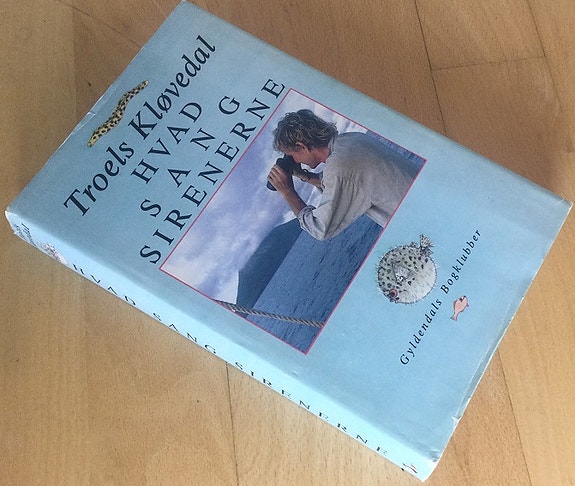 Troels Kløvedal
HVAD
SANG
SIRENERNE
Gyldendals Bogklubber
HVAD SANG SIRENERNE